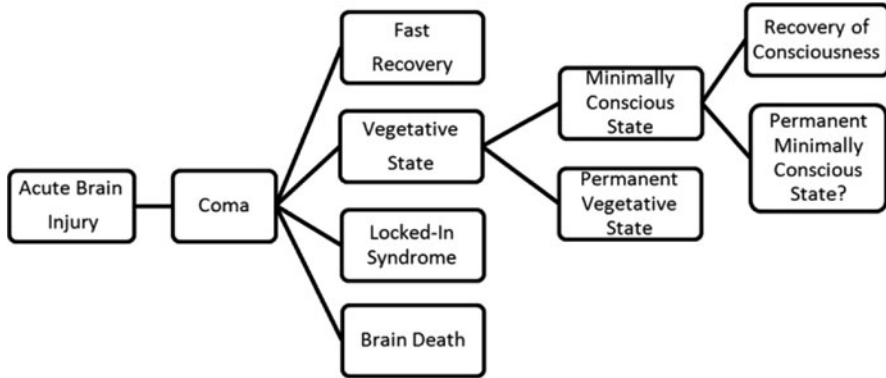 Acute Brain
Injury
Coma
Fast
Recovery
Vegetative
State
Locked-In
Syndrome
Brain Death
Minimally
Conscious
State
Permanent
Vegetative
State
Recovery of
Consciousness
Permanent
Minimally
Conscious
State?